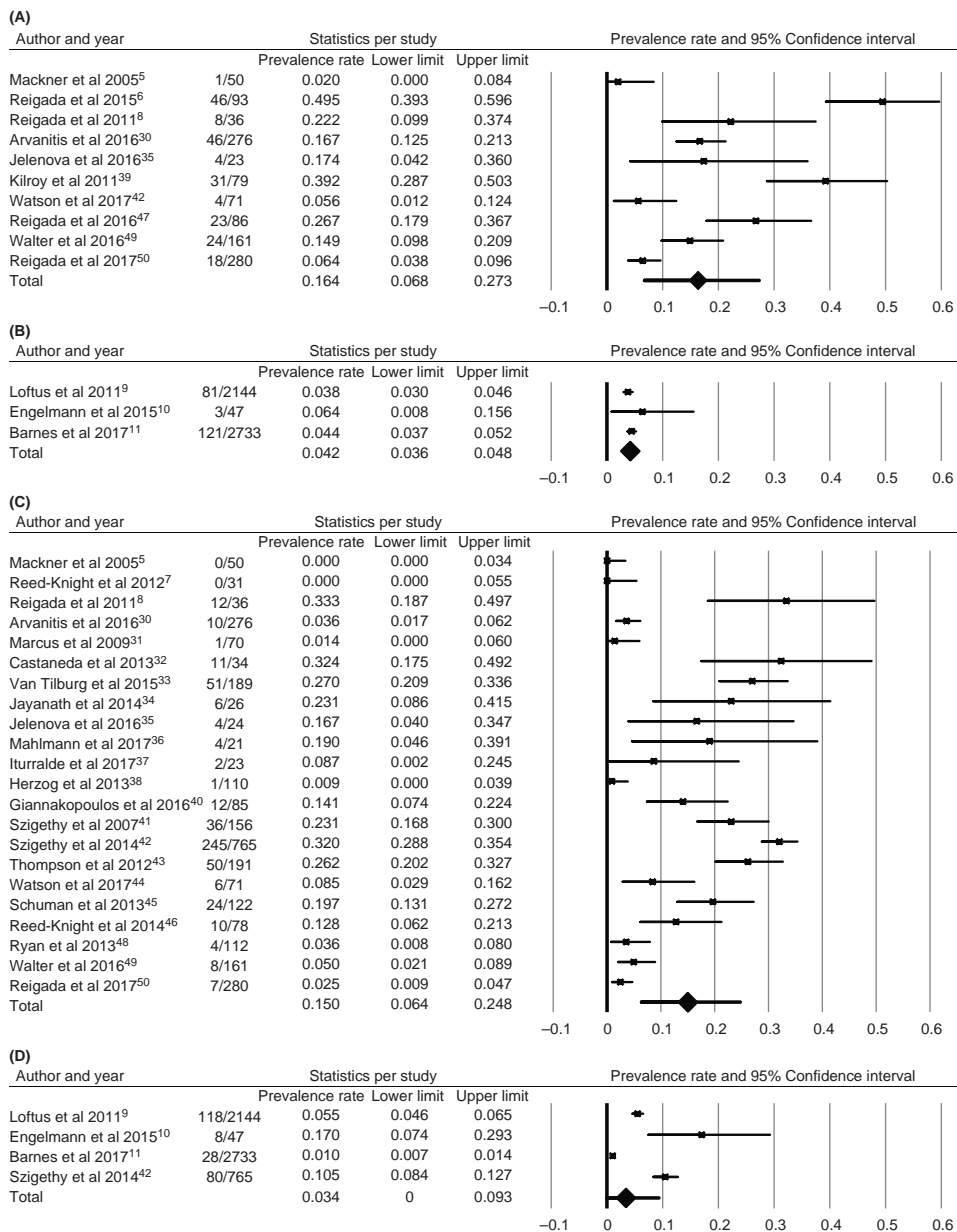 (A)
Author and year Statistics per study Prevalence rate and 95% Confidence interval
Prevalence rate Lower limit Upper limit
Mackner et al 2005⁵ 1/50 0.020 0.000 0.084
Reigada et al 2015⁶ 46/93 0.495 0.393 0.596
Reigada et al 2011⁸ 8/36 0.222 0.099 0.374
Arvanitis et al 2016³⁰ 46/276 0.167 0.125 0.213
Jelenova et al 2016³⁵ 4/23 0.174 0.042 0.360
Kilroy et al 2011³⁹ 31/79 0.392 0.287 0.503
Watson et al 2017⁴² 4/71 0.056 0.012 0.124
Reigada et al 2016⁴⁷ 23/86 0.267 0.179 0.367
Walter et al 2016⁴⁹ 24/161 0.149 0.098 0.209
Reigada et al 2017⁵⁰ 18/280 0.064 0.038 0.096
Total 0.164 0.068 0.273
–0.1 0 0.1 0.2 0.3 0.4 0.5 0.6
(B)
Author and year Statistics per study Prevalence rate and 95% Confidence interval
Prevalence rate Lower limit Upper limit
Loftus et al 2011⁹ 81/2144 0.038 0.030 0.046
Engelmann et al 2015¹⁰ 3/47 0.064 0.008 0.156
Barnes et al 2017¹¹ 121/2733 0.044 0.037 0.052
Total 0.042 0.036 0.048
–0.1 0 0.1 0.2 0.3 0.4 0.5 0.6
(C)
Author and year Statistics per study Prevalence rate and 95% Confidence interval
Prevalence rate Lower limit Upper limit
Mackner et al 2005⁵ 0/50 0.000 0.000 0.034
Reed-Knight et al 2012⁷ 0/31 0.000 0.000 0.055
Reigada et al 2011⁸ 12/36 0.333 0.187 0.497
Arvanitis et al 2016³⁰ 10/276 0.036 0.017 0.062
Marcus et al 2009³¹ 1/70 0.014 0.000 0.060
Castaneda et al 2013³² 11/34 0.324 0.175 0.492
Van Tilburg et al 2015³³ 51/189 0.270 0.209 0.336
Jayanath et al 2014³⁴ 6/26 0.231 0.086 0.415
Jelenova et al 2016³⁵ 4/24 0.167 0.040 0.347
Mahlmann et al 2017³⁶ 4/21 0.190 0.046 0.391
Iturralde et al 2017³⁷ 2/23 0.087 0.002 0.245
Herzog et al 2013³⁸ 1/110 0.009 0.000 0.039
Giannakopoulos et al 2016⁴⁰ 12/85 0.141 0.074 0.224
Szigethy et al 2007⁴¹ 36/156 0.231 0.168 0.300
Szigethy et al 2014⁴² 245/765 0.320 0.288 0.354
Thompson et al 2012⁴³ 50/191 0.262 0.202 0.327
Watson et al 2017⁴⁴ 6/71 0.085 0.029 0.162
Schuman et al 2013⁴⁵ 24/122 0.197 0.131 0.272
Reed-Knight et al 2014⁴⁶ 10/78 0.128 0.062 0.213
Ryan et al 2013⁴⁸ 4/112 0.036 0.008 0.080
Walter et al 2016⁴⁹ 8/161 0.050 0.021 0.089
Reigada et al 2017⁵⁰ 7/280 0.025 0.009 0.047
Total 0.150 0.064 0.248
–0.1 0 0.1 0.2 0.3 0.4 0.5 0.6
(D)
Author and year Statistics per study Prevalence rate and 95% Confidence interval
Prevalence rate Lower limit Upper limit
Loftus et al 2011⁹ 118/2144 0.055 0.046 0.065
Engelmann et al 2015¹⁰ 8/47 0.170 0.074 0.293
Barnes et al 2017¹¹ 28/2733 0.010 0.007 0.014
Szigethy et al 2014⁴² 80/765 0.105 0.084 0.127
Total 0.034 0 0.093
–0.1 0 0.1 0.2 0.3 0.4 0.5 0.6